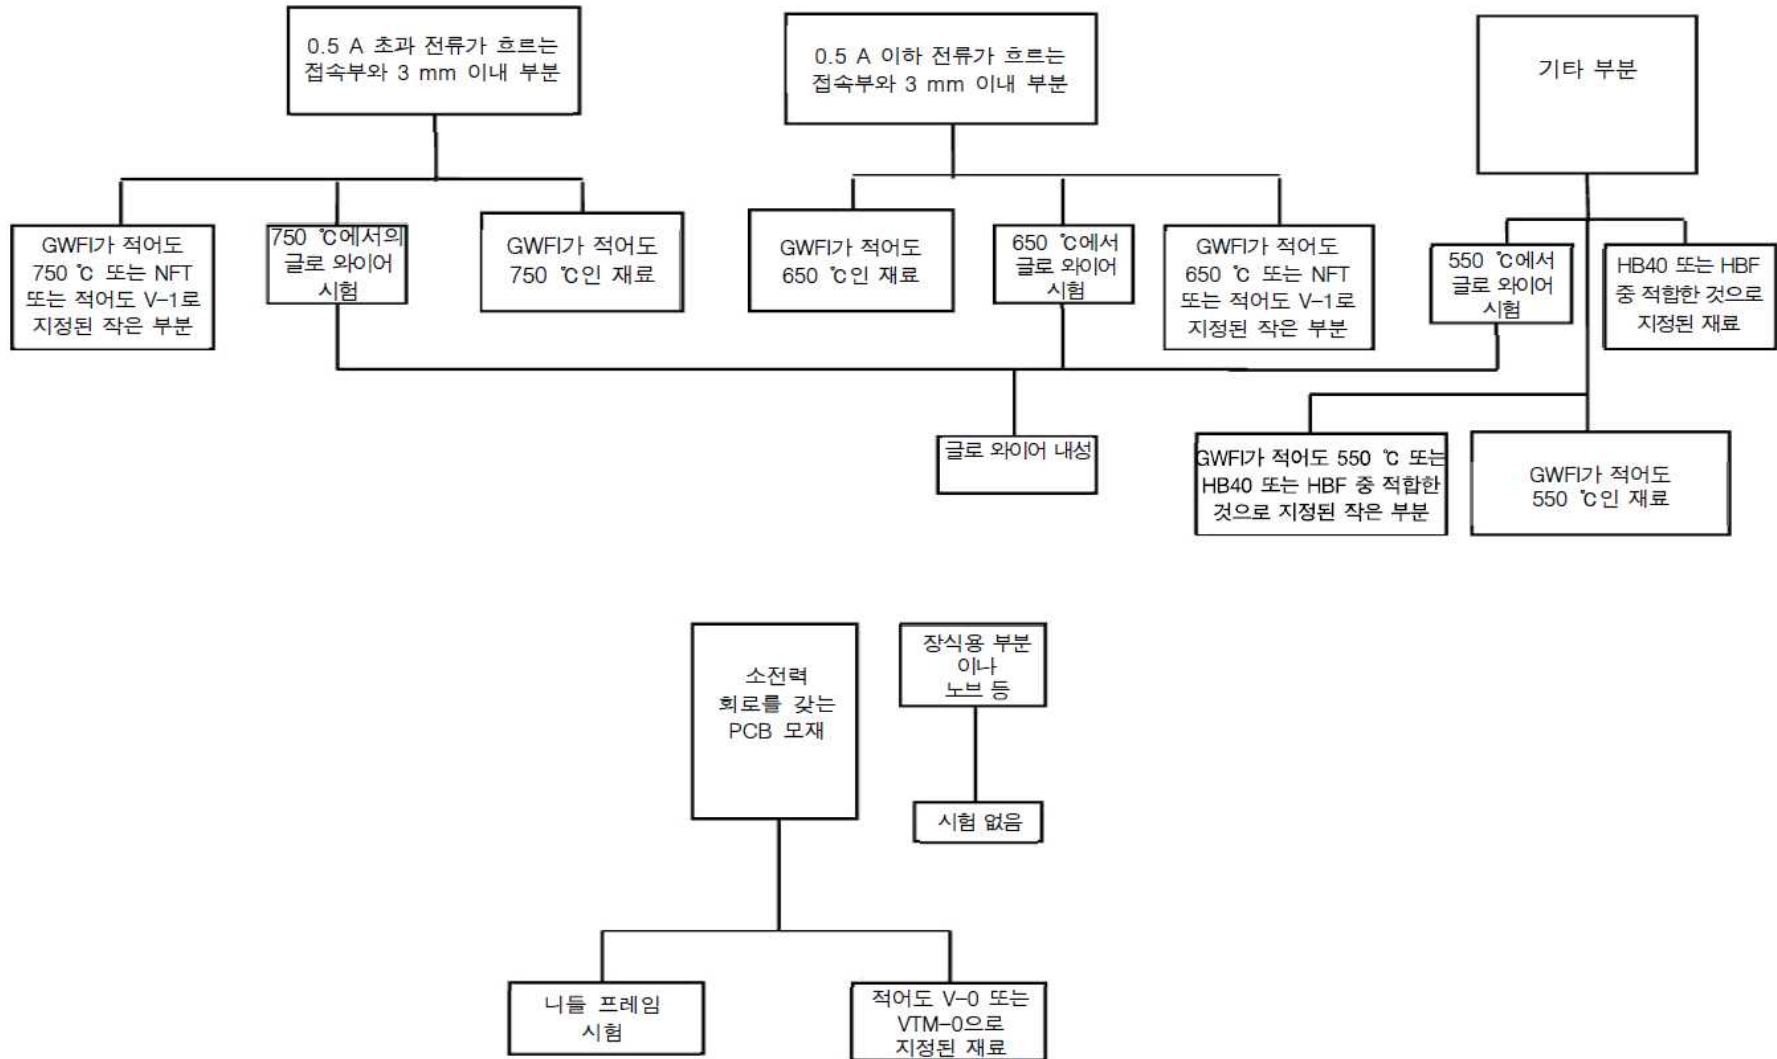 0.5 A 초과 전류가 흐르는
접속부와 3 mm 이내 부분
0.5 A 이하 전류가 흐르는
접속부와 3 mm 이내 부분
기타 부분
GWFI가 적어도
750 ℃ 또는 NFT
또는 적어도 V-1로
지정된 작은 부분
750 ℃에서의
글로 와이어
시험
GWFI가 적어도
750 ℃인 재료
GWFI가 적어도
650 ℃인 재료
650 ℃에서
글로 와이어
시험
GWFI가 적어도
650 ℃ 또는 NFT
또는 적어도 V-1로
지정된 작은 부분
550 ℃에서
글로 와이어
시험
HB40 또는 HBF
중 적합한 것으로
지정된 재료
글로 와이어 내성
GWFI가 적어도 550 ℃ 또는
HB40 또는 HBF 중 적합한
것으로 지정된 작은 부분
GWFI가 적어도
550 ℃인 재료
소전력
회로를 갖는
PCB 모재
장식용 부분
이나
노브 등
시험 없음
니들 프레임
시험
적어도 V-0 또는
VTM-0으로
지정된 재료